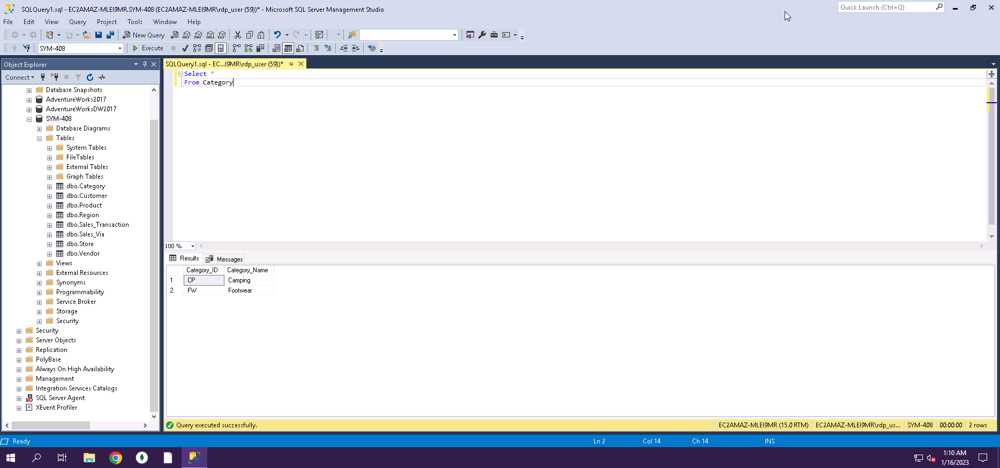 SQLQuery1.sql - EC2AMAZ-MLEI9MR.SYM-408 (EC2AMAZ-MLEI9MR\rdp_user (59))* - Microsoft SQL Server Management Studio
Quick Launch (Ctrl+Q)
File Edit View Query Project Tools Window Help
New Query MDX DMX XMLA DAX
SYM-408 Execute
Object Explorer
SQLQuery1.sql - EC...I9MR\rdp_user (59))*
Connect
Select *
From Category
Database Snapshots
AdventureWorks2017
AdventureWorksDW2017
SYM-408
Database Diagrams
Tables
System Tables
FileTables
External Tables
Graph Tables
dbo.Category
dbo.Customer
dbo.Product
dbo.Region
dbo.Sales_Transaction
dbo.Sales_Via
dbo.Store
dbo.Vendor
Views
External Resources
Synonyms
Programmability
Service Broker
Storage
Security
Security
Server Objects
Replication
PolyBase
Always On High Availability
Management
Integration Services Catalogs
SQL Server Agent
XEvent Profiler
100 %
Results Messages
Category_ID Category_Name
1 CP Camping
2 FW Footwear
Query executed successfully.
EC2AMAZ-MLEI9MR (15.0 RTM) EC2AMAZ-MLEI9MR\rdp_us... SYM-408 00:00:00 2 rows
Ready Ln 2 Col 14 Ch 14 INS
1:10 AM
1/16/2023